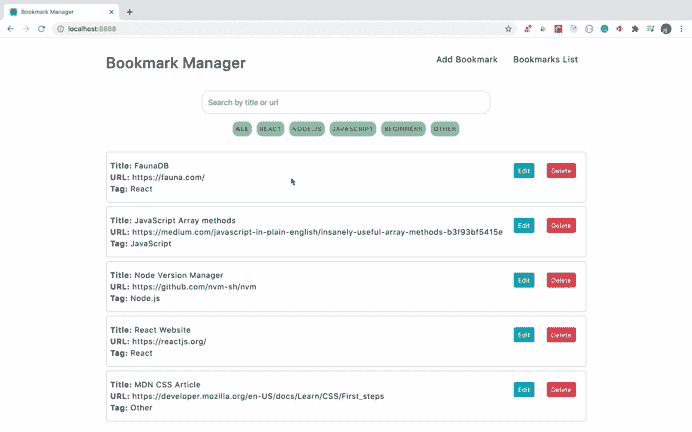 Bookmark Manager
localhost:8888
Bookmark Manager
Add Bookmark
Bookmarks List
Search by title or url
ALL
REACT
NODE.JS
JAVASCRIPT
BEGINNERS
OTHER
Title: FaunaDB
URL: https://fauna.com/
Tag: React
Edit
Delete
Title: JavaScript Array methods
URL: https://medium.com/javascript-in-plain-english/insanely-useful-array-methods-b3f93bf5415e
Tag: JavaScript
Edit
Delete
Title: Node Version Manager
URL: https://github.com/nvm-sh/nvm
Tag: Node.js
Edit
Delete
Title: React Website
URL: https://reactjs.org/
Tag: React
Edit
Delete
Title: MDN CSS Article
URL: https://developer.mozilla.org/en-US/docs/Learn/CSS/First_steps
Tag: Other
Edit
Delete